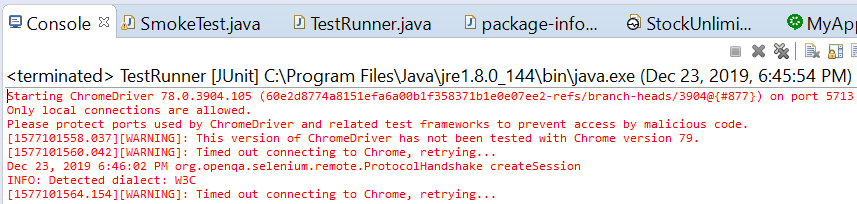 Console SmokeTest.java TestRunner.java package-info... StockUnlimi... MyApp
<terminated> TestRunner [JUnit] C:\Program Files\Java\jre1.8.0_144\bin\java.exe (Dec 23, 2019, 6:45:54 PM)
Starting ChromeDriver 78.0.3904.105 (60e2d8774a8151efa6a00b1f358371b1e0e07ee2-refs/branch-heads/3904@{#877}) on port 5713
Only local connections are allowed.
Please protect ports used by ChromeDriver and related test frameworks to prevent access by malicious code.
[1577101558.037][WARNING]: This version of ChromeDriver has not been tested with Chrome version 79.
[1577101560.042][WARNING]: Timed out connecting to Chrome, retrying...
Dec 23, 2019 6:46:02 PM org.openqa.selenium.remote.ProtocolHandshake createSession
INFO: Detected dialect: W3C
[1577101564.154][WARNING]: Timed out connecting to Chrome, retrying...